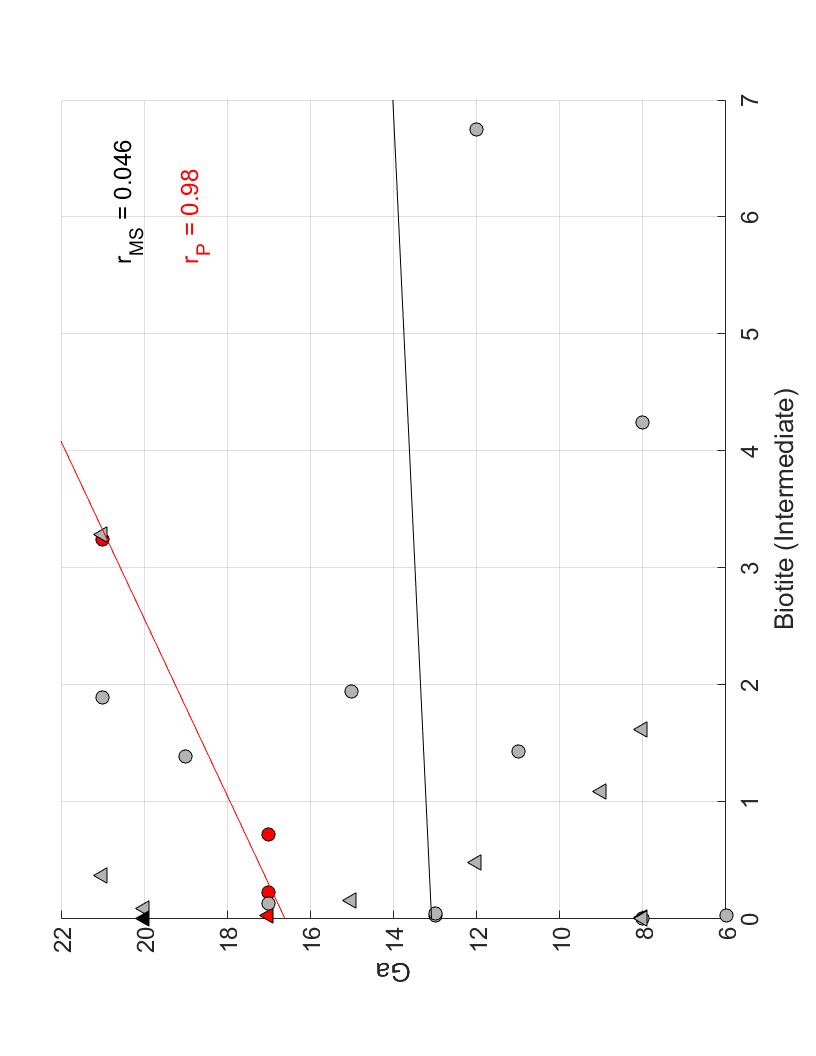 22
20
18
16
14
12
10
8
6
Ga
r_MS = 0.046
r_P = 0.98
0 1 2 3 4 5 6 7
Biotite (Intermediate)